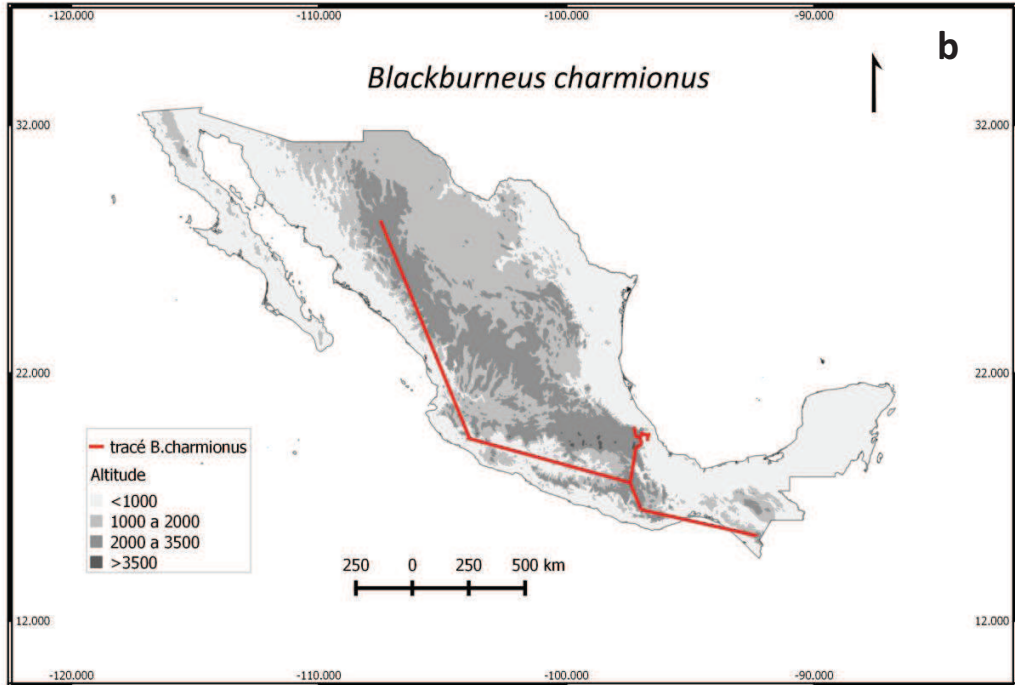 -120.000 -110.000 -100.000 -90.000
b
Blackburneus charmionus
32.000 32.000
22.000 22.000
tracé B.charmionus
Altitude
<1000
1000 a 2000
2000 a 3500
>3500
250 0 250 500 km
12.000 12.000
-120.000 -110.000 -100.000 -90.000